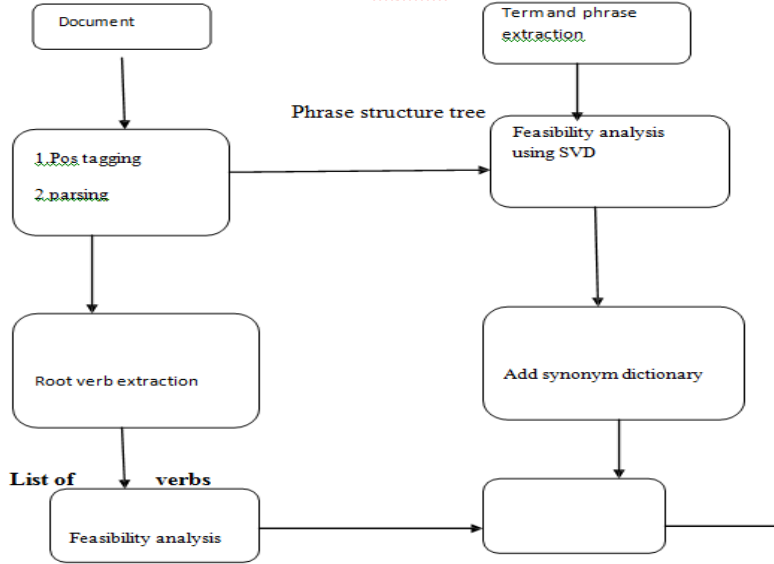 Document
Term and phrase
extraction
Phrase structure tree
1.Pos tagging
2.parsing
Feasibility analysis
using SVD
Root verb extraction
Add synonym dictionary
List of verbs
Feasibility analysis